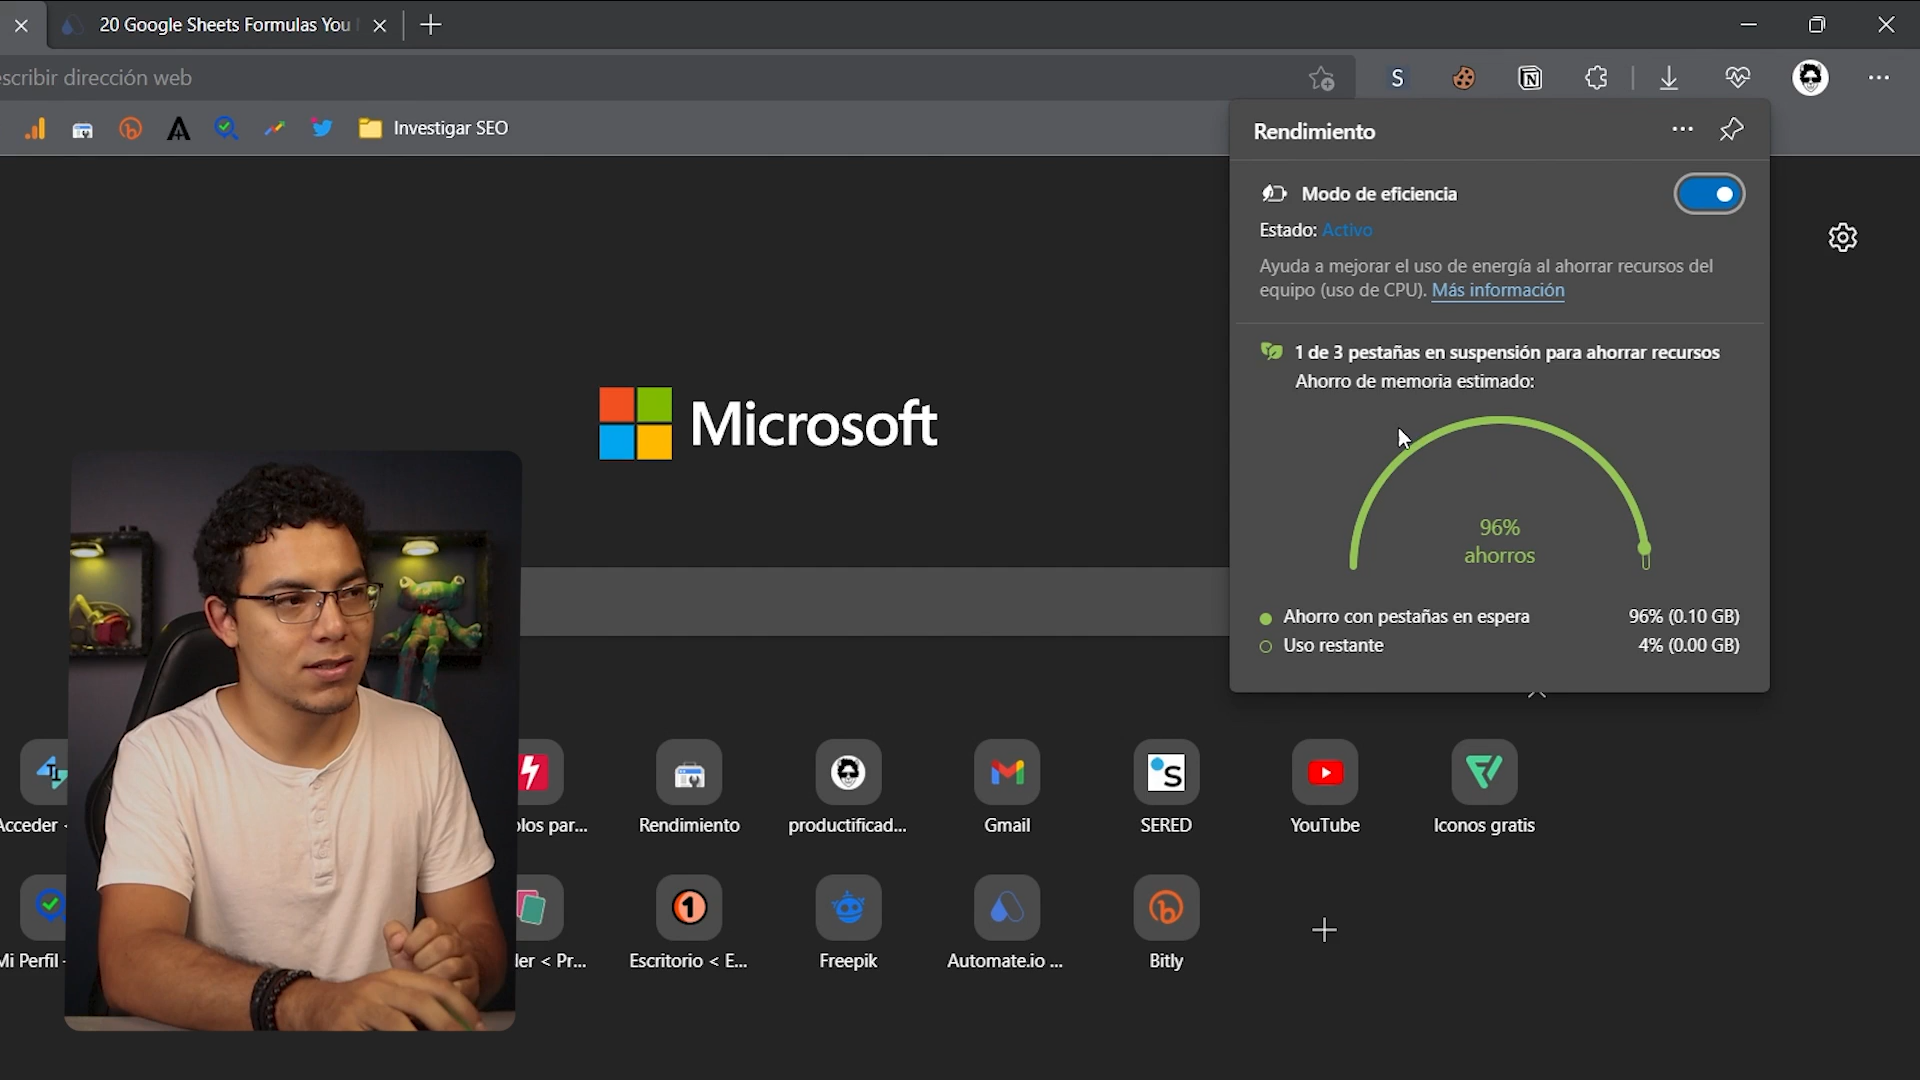 20 Google Sheets Formulas You
escribir dirección web
S
Investigar SEO
Rendimiento
Modo de eficiencia
Estado: Activo
Ayuda a mejorar el uso de energía al ahorrar recursos del
equipo (uso de CPU). Más información
1 de 3 pestañas en suspensión para ahorrar recursos
Ahorro de memoria estimado:
96%
ahorros
Ahorro con pestañas en espera 96% (0.10 GB)
Uso restante 4% (0.00 GB)
Microsoft
Acceder -
los par...
Rendimiento
productificad...
Gmail
SERED
YouTube
Iconos gratis
Mi Perfil -
der < Pr...
Escritorio < E...
Freepik
Automate.io ...
Bitly